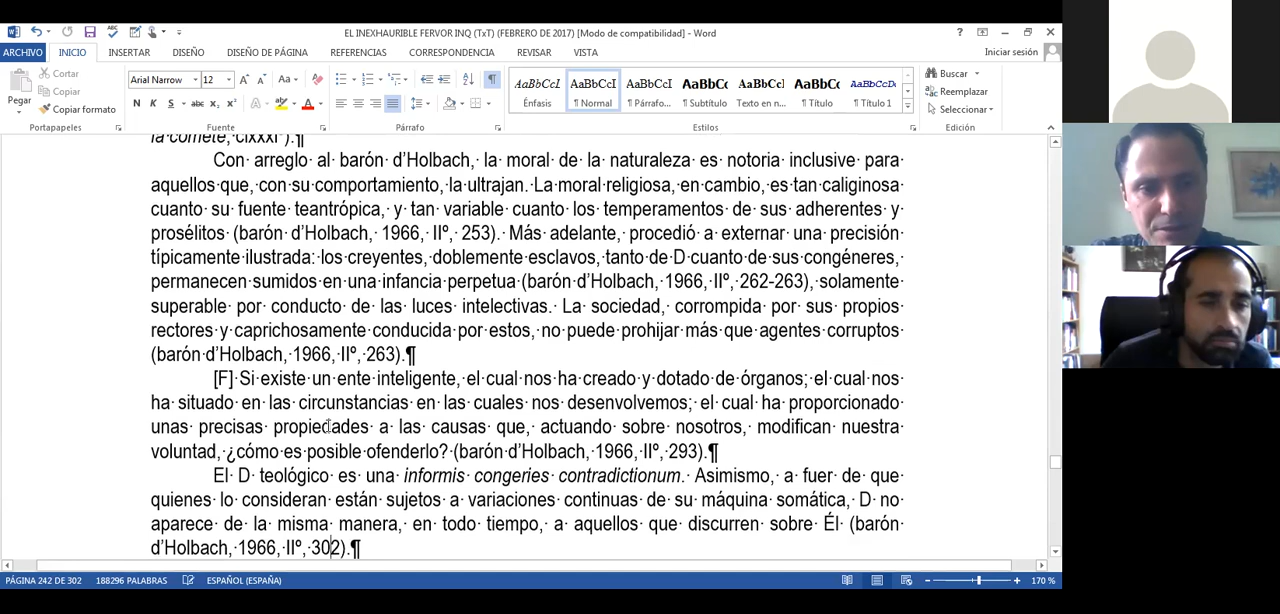 EL INEXHAURIBLE FERVOR INQ (TxT) (FEBRERO DE 2017) [Modo de compatibilidad] - Word
ARCHIVO INICIO INSERTAR DISEÑO DISEÑO DE PÁGINA REFERENCIAS CORRESPONDENCIA REVISAR VISTA Iniciar sesión
Pegar
Cortar
Copiar
Copiar formato
Portapapeles
Arial Narrow 12
N K S abc x₂ x²
Fuente
Párrafo
AaBbCcI AaBbCcI AaBbCcI AaBbCc AaBbCcI AaBbCc AaBbCcDc
Énfasis ¶ Normal ¶ Párrafo... ¶ Subtítulo Texto en n... ¶ Título ¶ Título 1
Estilos
Buscar
Reemplazar
Seleccionar
Edición
la comète, clxxxi ).¶
Con arreglo al barón d’Holbach, la moral de la naturaleza es notoria inclusive para
aquellos que, con su comportamiento, la ultrajan. La moral religiosa, en cambio, es tan caliginosa
cuanto su fuente teantrópica, y tan variable cuanto los temperamentos de sus adherentes y
prosélitos (barón d’Holbach, 1966, IIº, 253). Más adelante, procedió a externar una precisión
típicamente ilustrada: los creyentes, doblemente esclavos, tanto de D cuanto de sus congéneres,
permanecen sumidos en una infancia perpetua (barón d’Holbach, 1966, IIº, 262-263), solamente
superable por conducto de las luces intelectivas. La sociedad, corrompida por sus propios
rectores y caprichosamente conducida por estos, no puede prohijar más que agentes corruptos
(barón d’Holbach, 1966, IIº, 263).¶
[F] Si existe un ente inteligente, el cual nos ha creado y dotado de órganos; el cual nos
ha situado en las circunstancias en las cuales nos desenvolvemos; el cual ha proporcionado
unas precisas propiedades a las causas que, actuando sobre nosotros, modifican nuestra
voluntad, ¿cómo es posible ofenderlo? (barón d’Holbach, 1966, IIº, 293).¶
El D teológico es una informis congeries contradictionum. Asimismo, a fuer de que
quienes lo consideran están sujetos a variaciones continuas de su máquina somática, D no
aparece de la misma manera, en todo tiempo, a aquellos que discurren sobre Él (barón
d’Holbach, 1966, IIº, 302).¶
PÁGINA 242 DE 302 188296 PALABRAS ESPAÑOL (ESPAÑA) 170 %